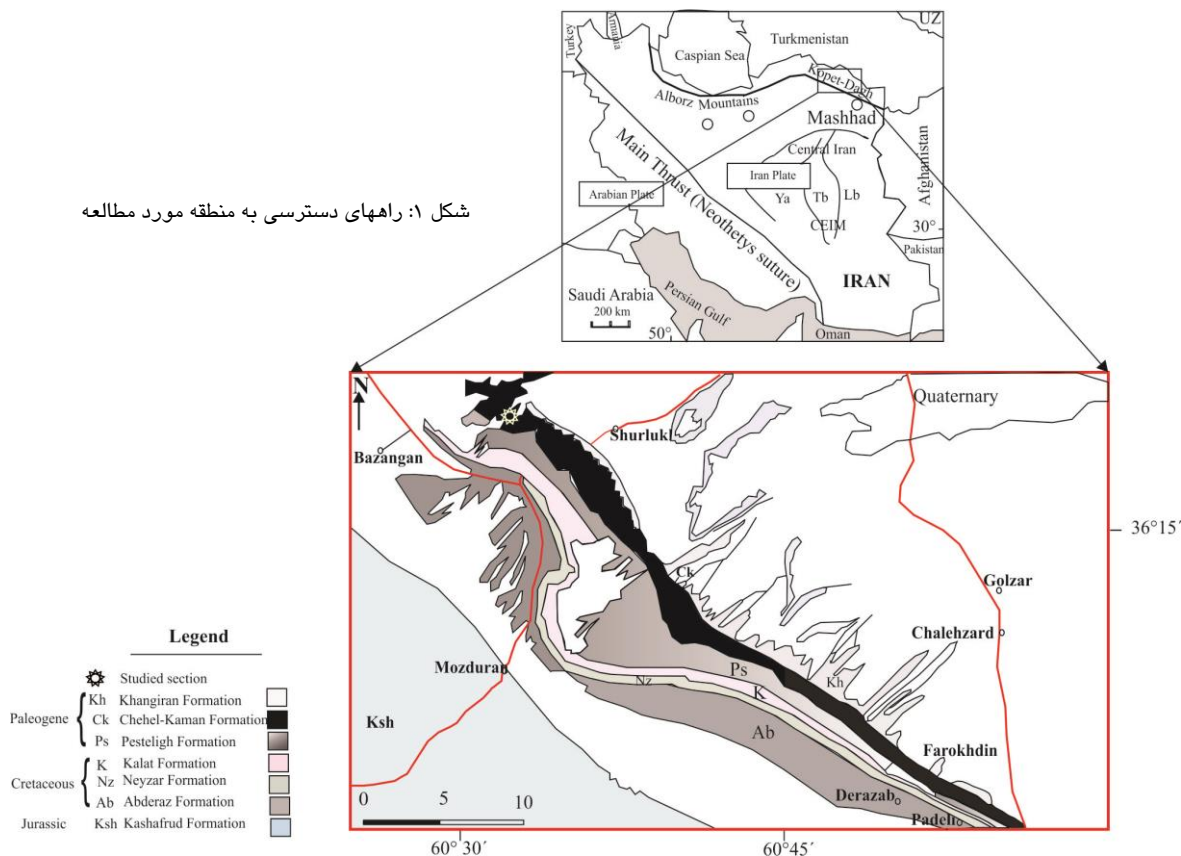 UZ
Turkey
Armania
Caspian Sea
Turkmenistan
Kopet-Dagh
Alborz Mountains
Mashhad
Afghanistan
Main Thrust (Neothetys suture)
Central Iran
Iran Plate
Arabian Plate
Ya
Tb
Lb
CEIM
30°
Pakistan
IRAN
Persian Gulf
Saudi Arabia
200 km
50°
Oman
شکل ۱: راههای دسترسی به منطقه مورد مطالعه
N
Quaternary
Shurluk
Bazangan
36°15´
Ck
Golzar
Chalehzard
Ps
Kh
Mozduran
Nz
K
Ksh
Ab
Farokhdin
Derazab
Padeli
0 5 10
60°30´
60°45´
Legend
Studied section
Paleogene
Kh Khangiran Formation
Ck Chehel-Kaman Formation
Ps Pesteligh Formation
Cretaceous
K Kalat Formation
Nz Neyzar Formation
Ab Abderaz Formation
Jurassic Ksh Kashafrud Formation